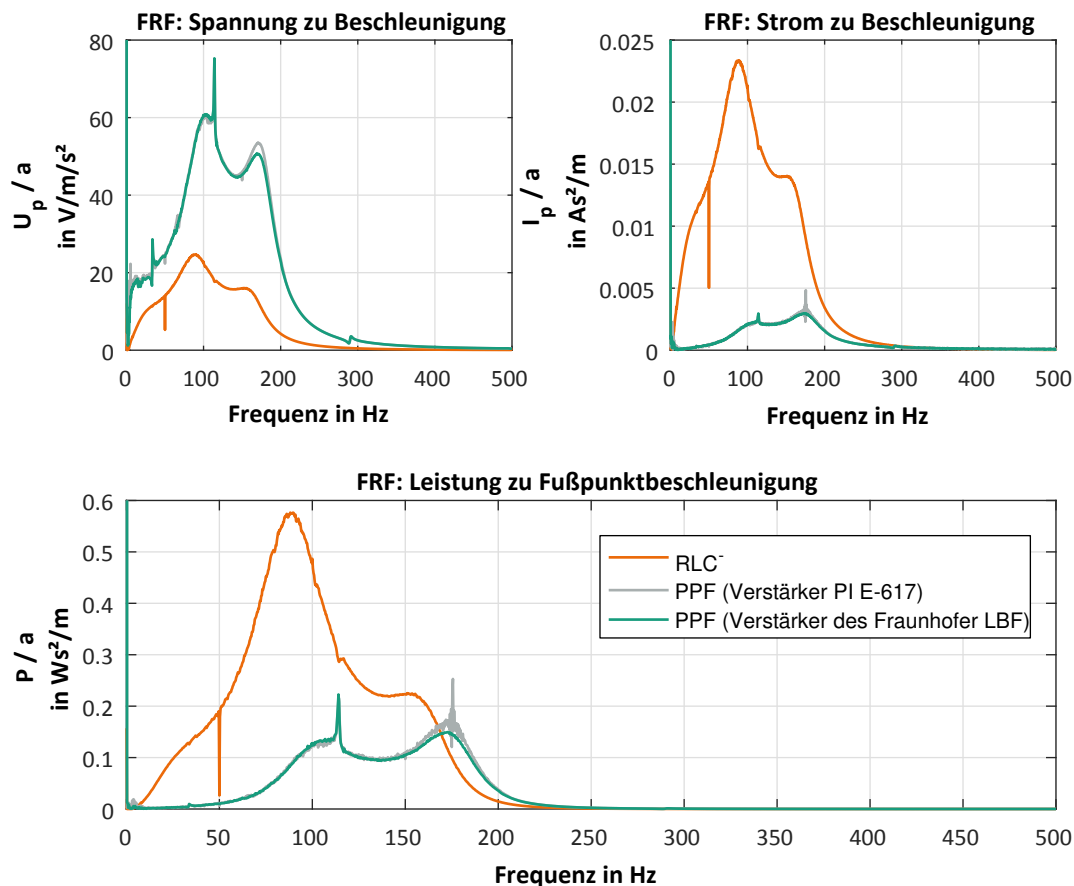 FRF: Spannung zu Beschleunigung
80
60
40
20
0
U_p / a
in V/m/s²
0 100 200 300 400 500
Frequenz in Hz
FRF: Strom zu Beschleunigung
0.025
0.02
0.015
0.01
0.005
0
I_p / a
in As²/m
0 100 200 300 400 500
Frequenz in Hz
FRF: Leistung zu Fußpunktbeschleunigung
0.6
0.5
0.4
0.3
0.2
0.1
0
P / a
in Ws²/m
RLC⁻
PPF (Verstärker PI E-617)
PPF (Verstärker des Fraunhofer LBF)
0 50 100 150 200 250 300 350 400 450 500
Frequenz in Hz